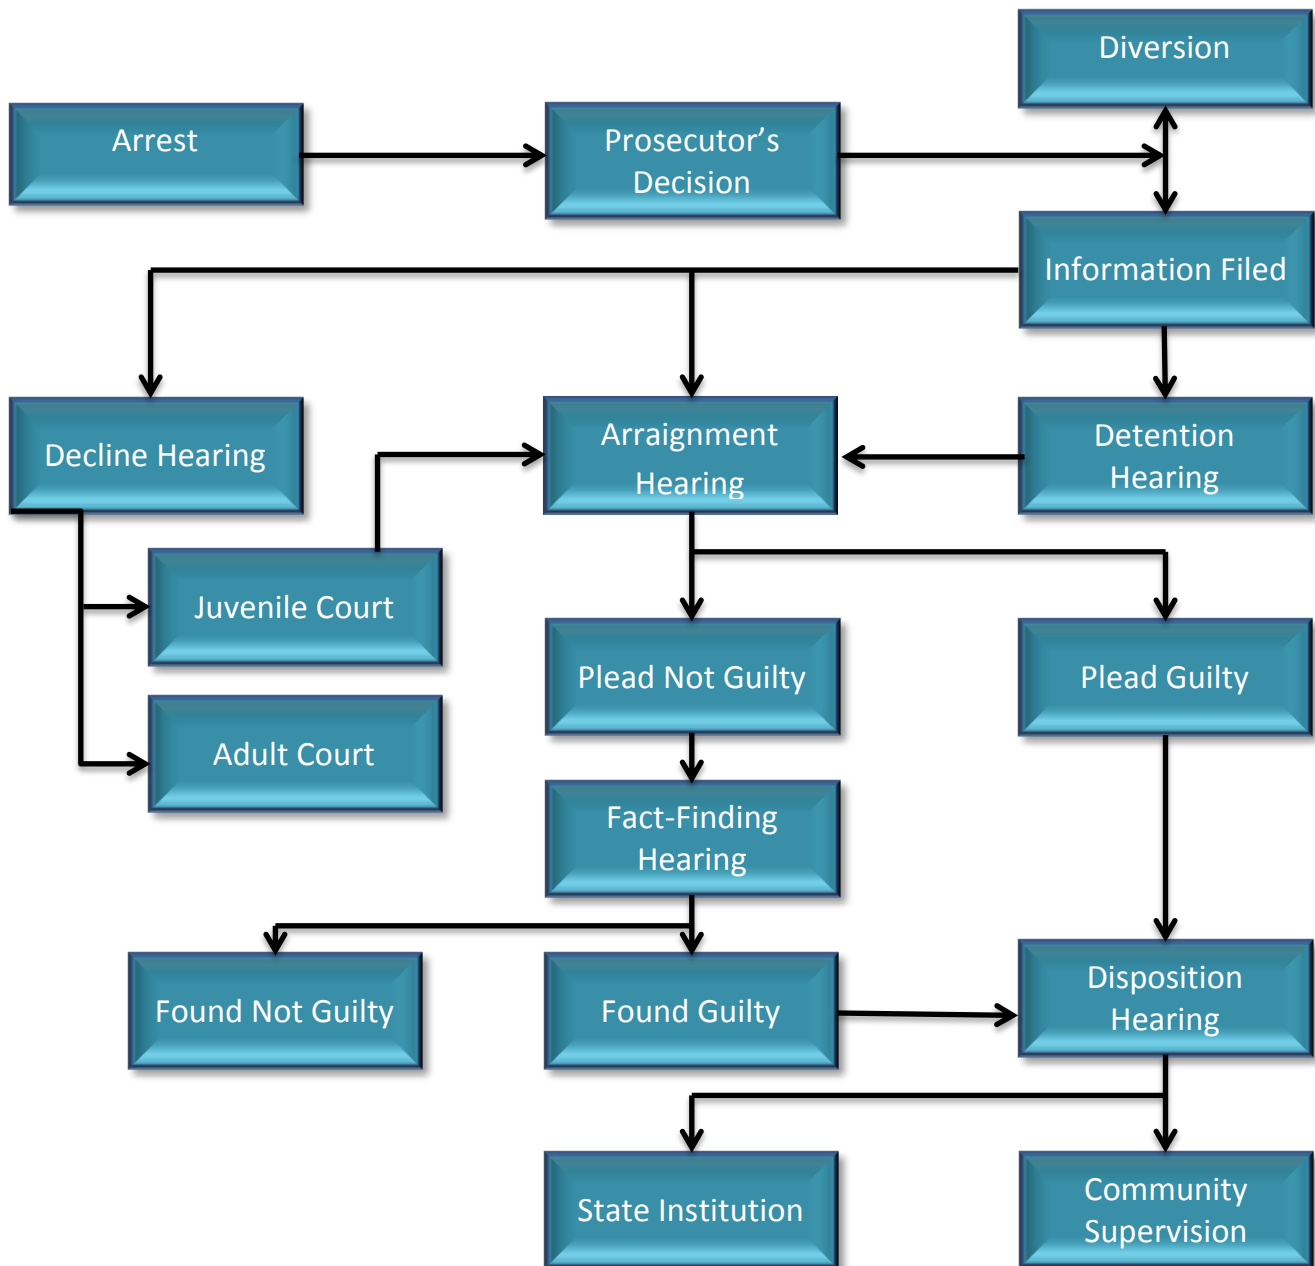 Diversion
Arrest
Prosecutor’s
Decision
Information Filed
Decline Hearing
Arraignment
Hearing
Detention
Hearing
Juvenile Court
Adult Court
Plead Not Guilty
Plead Guilty
Fact-Finding
Hearing
Found Not Guilty
Found Guilty
Disposition
Hearing
State Institution
Community
Supervision